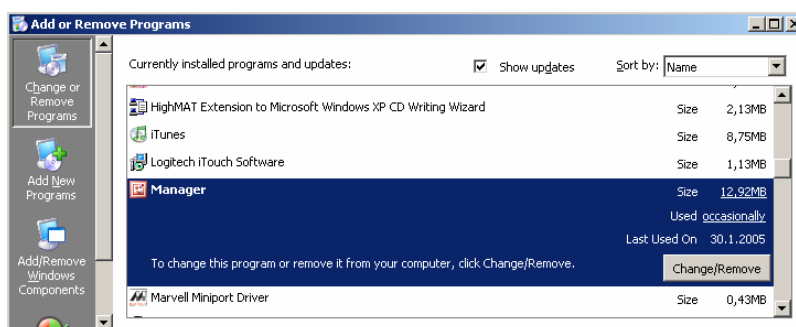 Add or Remove Programs
Change or
Remove
Programs
Add New
Programs
Add/Remove
Windows
Components
Currently installed programs and updates:
Show updates
Sort by: Name
HighMAT Extension to Microsoft Windows XP CD Writing Wizard Size 2,13MB
iTunes Size 8,75MB
Logitech iTouch Software Size 1,13MB
Manager Size 12,92MB
Used occasionally
Last Used On 30.1.2005
To change this program or remove it from your computer, click Change/Remove.
Change/Remove
Marvell Miniport Driver Size 0,43MB